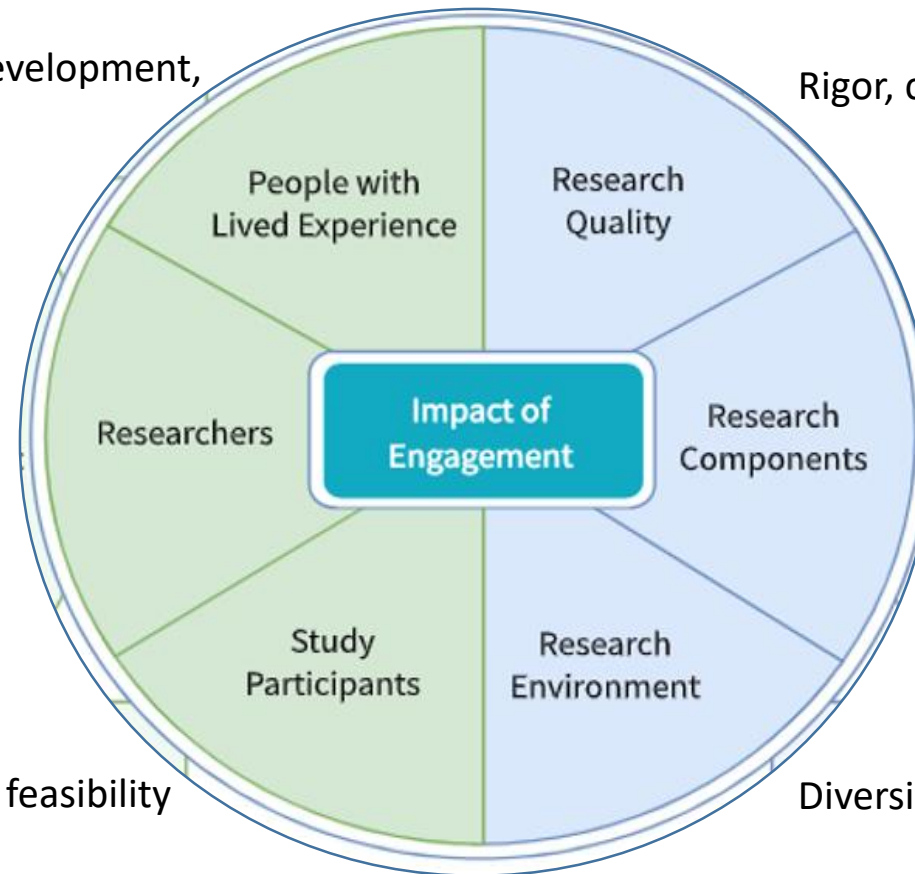 evelopment,
Rigor,
People with
Lived Experience
Research
Quality
Researchers
Impact of
Engagement
Research
Components
Study
Participants
Research
Environment
feasibility
Diversi